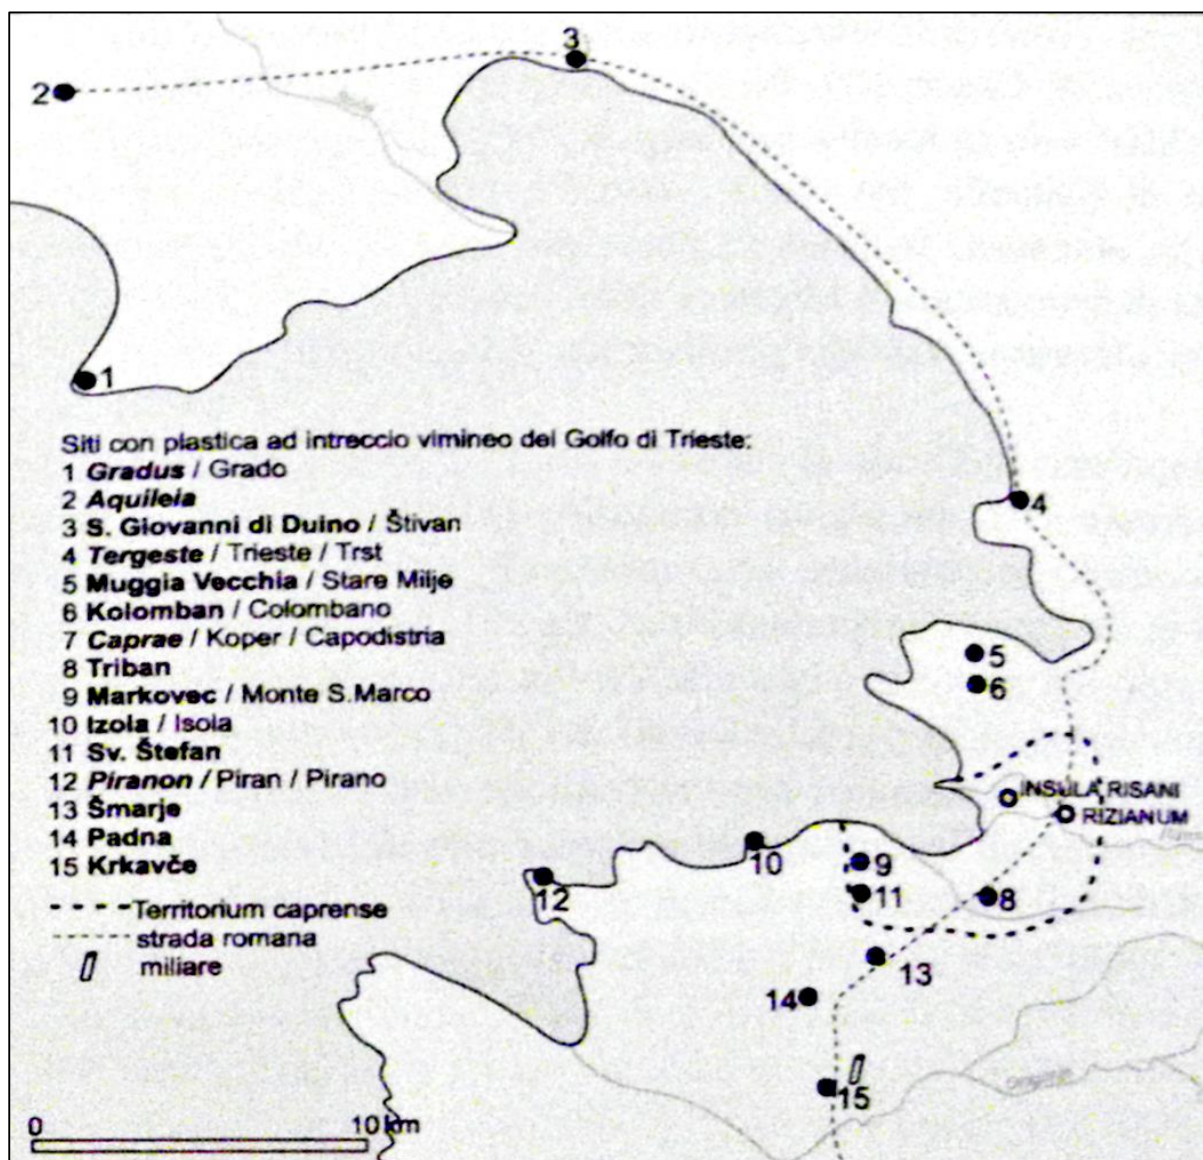 3
2
1
Siti con plastica ad intreccio vimineo del Golfo di Trieste:
1 Gradus / Grado
2 Aquileia
3 S. Giovanni di Duino / Štivan
4 Tergeste / Trieste / Trst
5 Muggia Vecchia / Stare Milje
6 Kolomban / Colombano
7 Caprae / Koper / Capodistria
8 Triban
9 Markovec / Monte S.Marco
10 Izola / Isola
11 Sv. Štefan
12 Piranon / Piran / Pirano
13 Šmarje
14 Padna
15 Krkavče
Territorium caprense
strada romana
miliare
4
5
6
INSULA RISANI
RIZIANUM
10
9
12
11
8
13
14
15
0 10 km